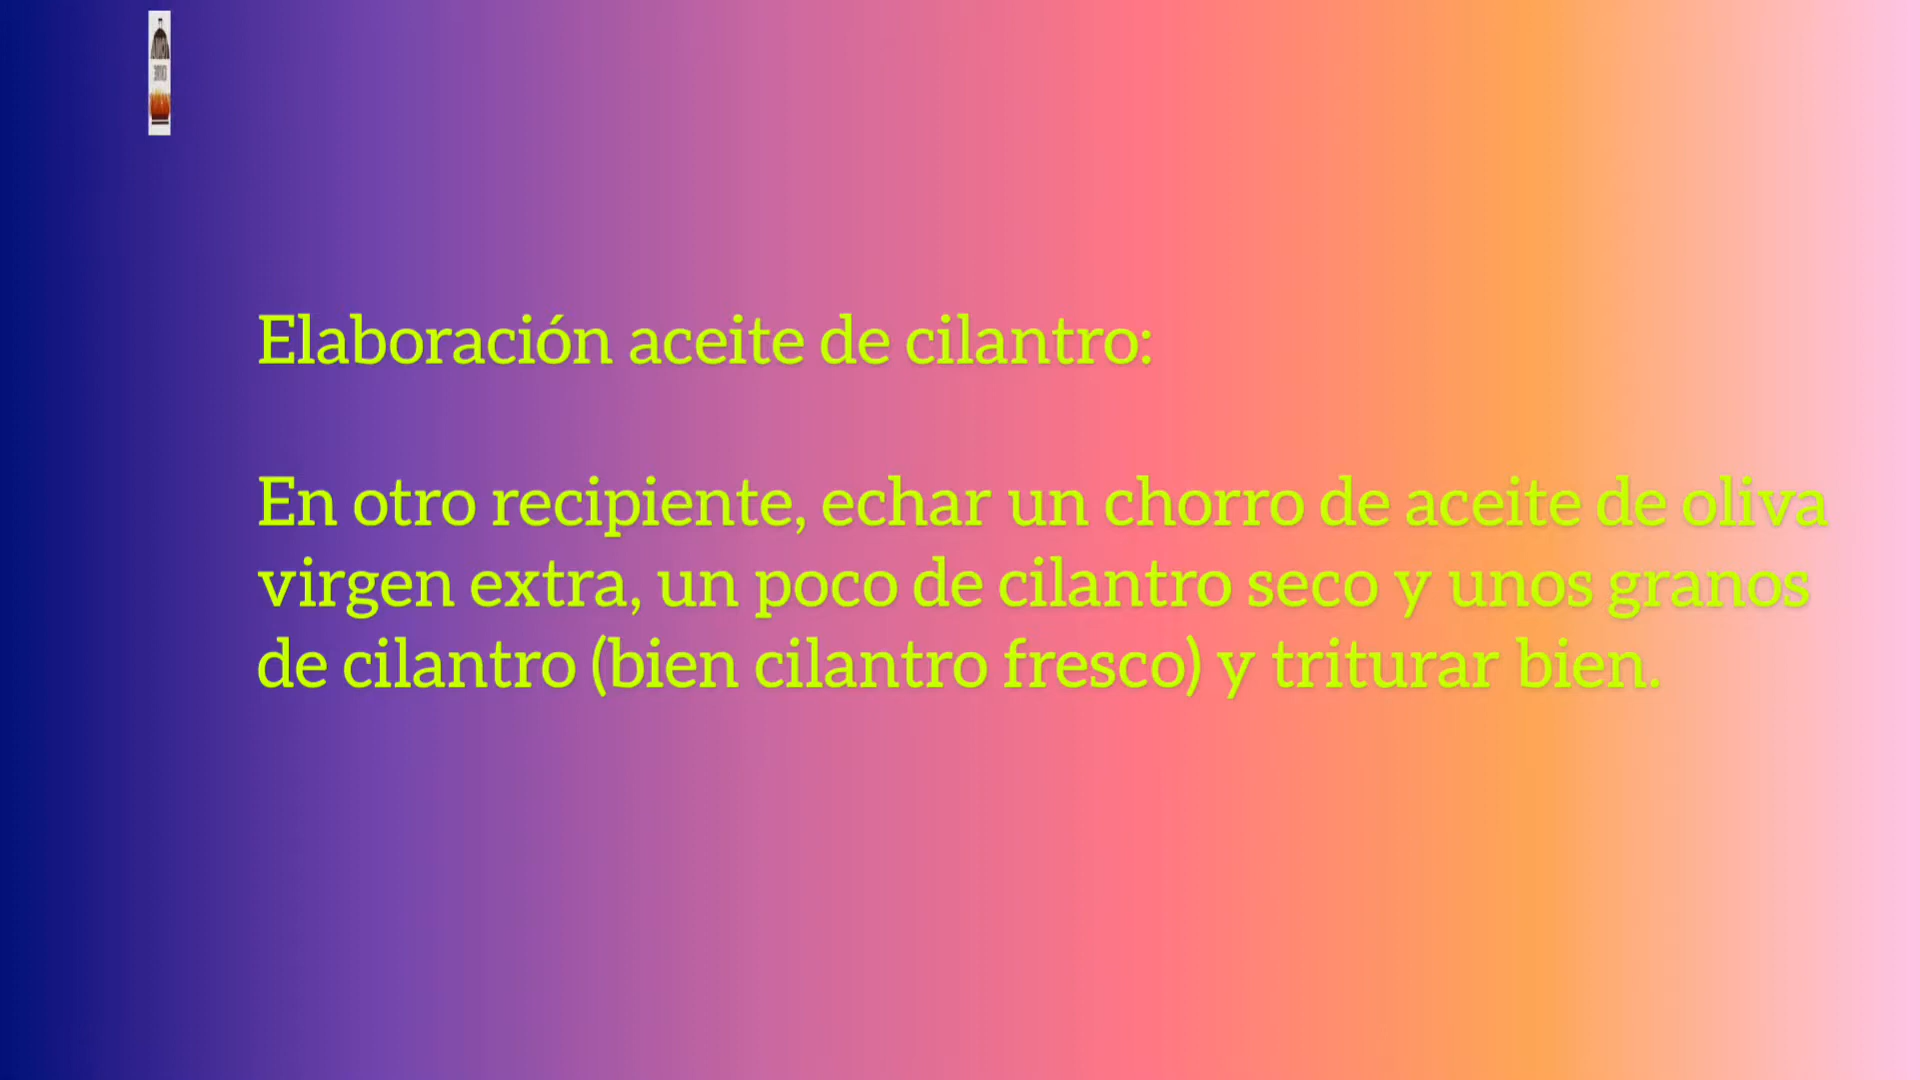 Elaboración aceite de cilantro:
En otro recipiente, echar un chorro de aceite de oliva
virgen extra, un poco de cilantro seco y unos granos
de cilantro (bien cilantro fresco) y triturar bien.